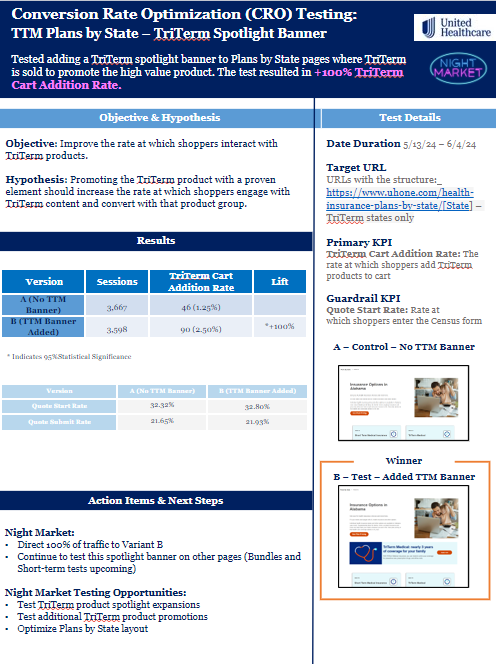 Conversion Rate Optimization (CRO) Testing:
TTM Plans by State – TriTerm Spotlight Banner
Tested adding a TriTerm spotlight banner to Plans by State pages where TriTerm
is sold to promote the high value product. The test resulted in +100% TriTerm
Cart Addition Rate.
United
Healthcare
NIGHT
MARKET
Objective & Hypothesis
Objective: Improve the rate at which shoppers interact with
TriTerm products.
Hypothesis: Promoting the TriTerm product with a proven
element should increase the rate at which shoppers engage with
TriTerm content and convert with that product group.
Results
Version
Sessions
TriTerm Cart
Addition Rate
Lift
A (No TTM
Banner)
3,667
46 (1.25%)
B (TTM Banner
Added)
3,598
90 (2.50%)
*+100%
* Indicates 95%Statistical Significance
Version
A (No TTM Banner)
B (TTM Banner Added)
Quote Start Rate
32.32%
32.80%
Quote Submit Rate
21.65%
21.93%
Action Items & Next Steps
Night Market:
• Direct 100% of traffic to Variant B
• Continue to test this spotlight banner on other pages (Bundles and
Short-term tests upcoming)
Night Market Testing Opportunities:
• Test TriTerm product spotlight expansions
• Test additional TriTerm product promotions
• Optimize Plans by State layout
Test Details
Date Duration 5/13/24 – 6/4/24
Target URL
URLs with the structure:
https://www.uhone.com/health-
insurance-plans-by-state/[State] –
TriTerm states only
Primary KPI
TriTerm Cart Addition Rate: The
rate at which shoppers add TriTerm
products to cart
Guardrail KPI
Quote Start Rate: Rate at
which shoppers enter the Census form
A – Control – No TTM Banner
Insurance Options in
Alabama
Winner
B – Test – Added TTM Banner
Insurance Options in
Alabama
TriTerm Medical: nearly 3 years
of coverage for your family